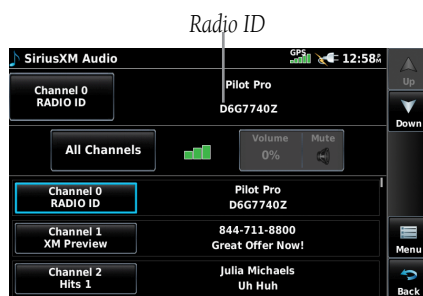 Radio ID
SiriusXM Audio
GPS
12:58
Up
Channel 0
RADIO ID
Pilot Pro
D6G7740Z
Down
All Channels
Volume
0%
Mute
Channel 0
RADIO ID
Pilot Pro
D6G7740Z
Channel 1
XM Preview
844-711-8800
Great Offer Now!
Menu
Channel 2
Hits 1
Julia Michaels
Uh Huh
Back